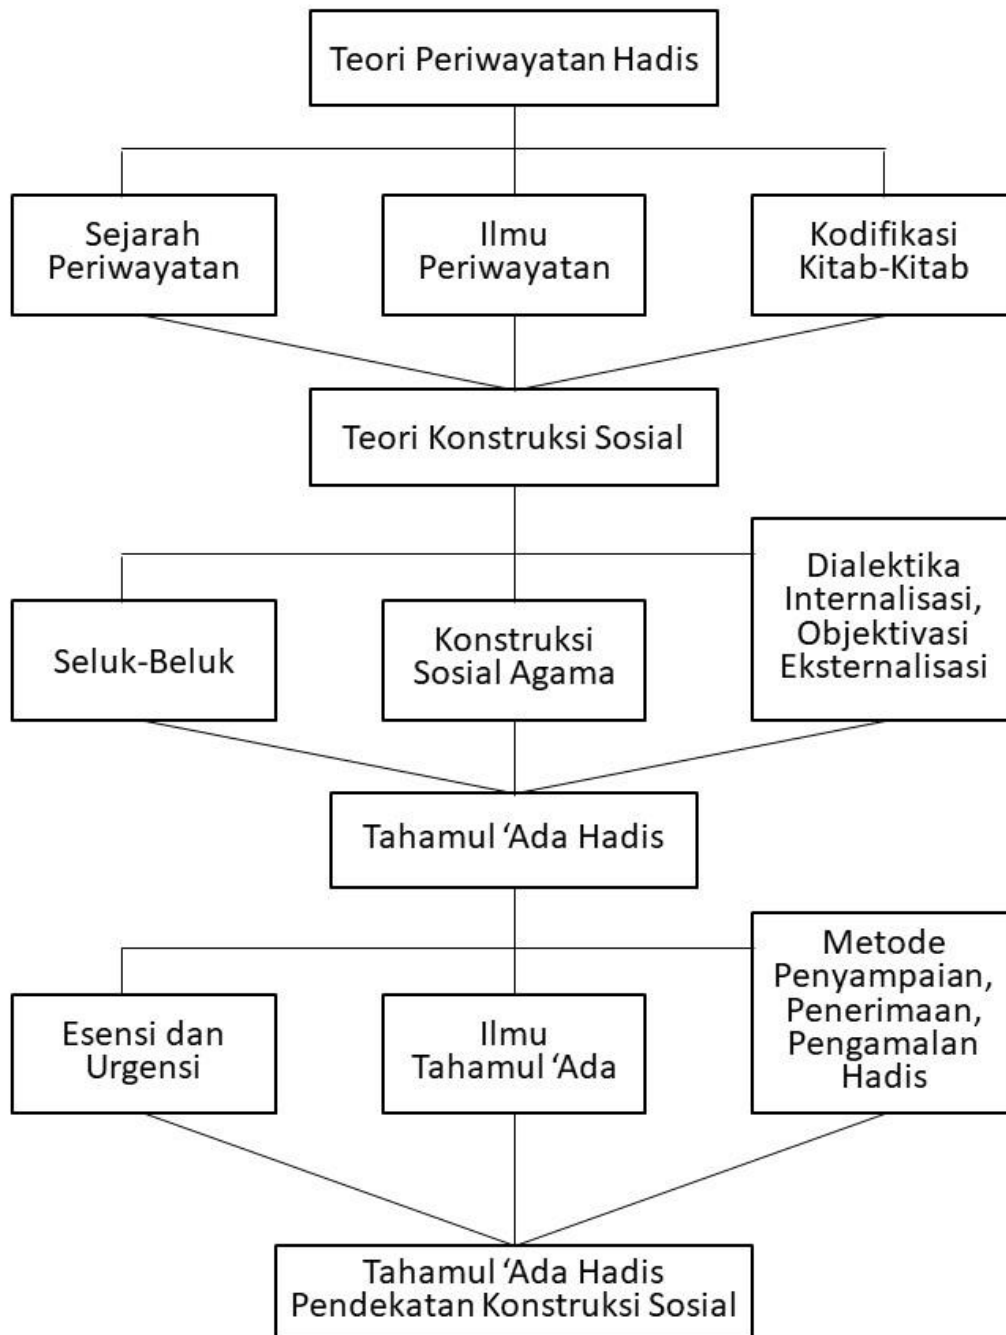 Teori Periwayatan Hadis
Sejarah
Periwayatan
Ilmu
Periwayatan
Kodifikasi
Kitab-Kitab
Teori Konstruksi Sosial
Seluk-Beluk
Konstruksi
Sosial Agama
Dialektika
Internalisasi,
Objektivasi
Eksternalisasi
Tahamul ‘Ada Hadis
Esensi dan
Urgensi
Ilmu
Tahamul ‘Ada
Metode
Penyampaian,
Penerimaan,
Pengamalan
Hadis
Tahamul ‘Ada Hadis
Pendekatan Konstruksi Sosial